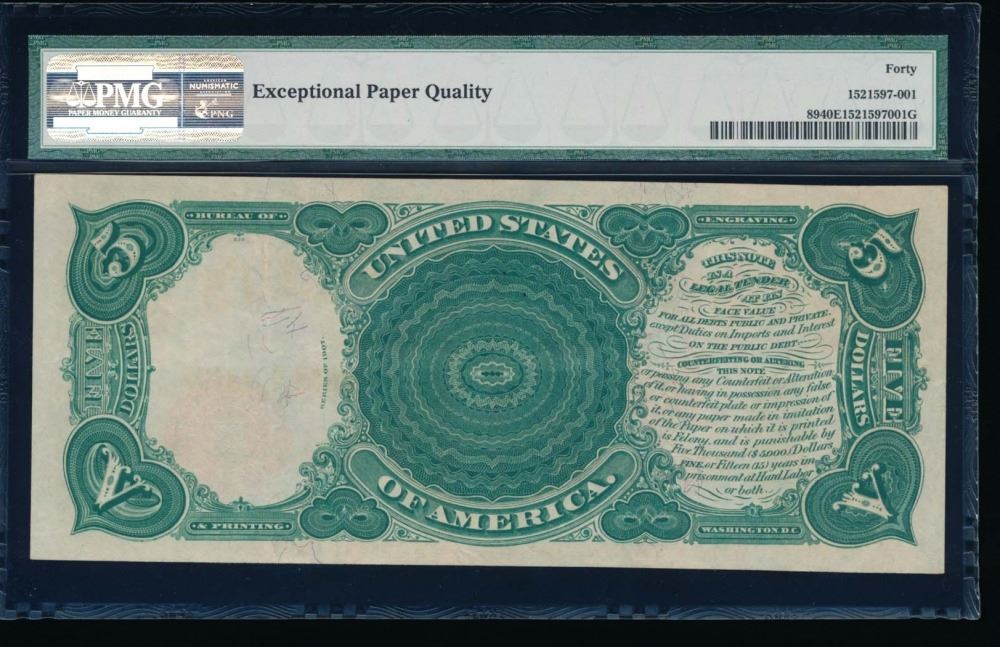 PMG
PAPER MONEY GUARANTY
NUMISMATIC
PNG
Exceptional Paper Quality
Forty
1521597-001
8940E1521597001G
BUREAU OF
ENGRAVING
5
5
UNITED STATES
THIS NOTE
IS A
LEGAL TENDER
AT ITS
FACE VALUE
FOR ALL DEBTS PUBLIC AND PRIVATE
except Duties on Imports and Interest
ON THE PUBLIC DEBT
COUNTERFEITING OR ALTERING
THIS NOTE
or passing any Counterfeit or Alteration
of it, or having in possession any false
or counterfeit plate or impression of
it, or any paper made in imitation
of the Paper on which it is printed
is Felony, and is punishable by
Five Thousand ($5000) Dollars
FINE, or Fifteen (15) years im
prisonment at Hard Labor
or both
FIVE
DOLLARS
SERIES OF 1907.
DOLLARS
FIVE
V
V
OF AMERICA.
& PRINTING
WASHINGTON. D.C.